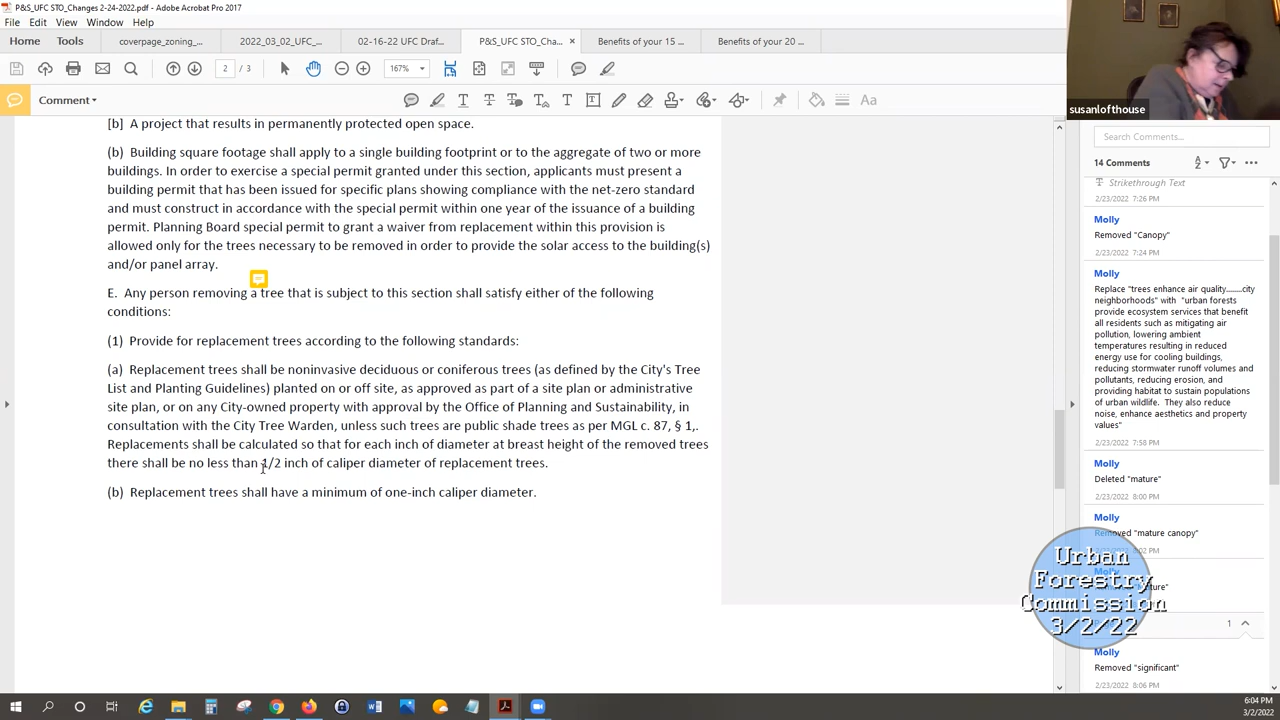 P&S_UFC STO_Changes 2-24-2022.pdf - Adobe Acrobat Pro 2017
File Edit View Window Help
Home Tools coverpage_zoning_... 2022_03_02_UFC_... 02-16-22 UFC Draf... P&S_UFC STO_Cha... × Benefits of your 15 ... Benefits of your 20 ...
2 / 3 167%
Comment
[b] A project that results in permanently protected open space.
(b) Building square footage shall apply to a single building footprint or to the aggregate of two or more
buildings. In order to exercise a special permit granted under this section, applicants must present a
building permit that has been issued for specific plans showing compliance with the net-zero standard
and must construct in accordance with the special permit within one year of the issuance of a building
permit. Planning Board special permit to grant a waiver from replacement within this provision is
allowed only for the trees necessary to be removed in order to provide the solar access to the building(s)
and/or panel array.
E. Any person removing a tree that is subject to this section shall satisfy either of the following
conditions:
(1) Provide for replacement trees according to the following standards:
(a) Replacement trees shall be noninvasive deciduous or coniferous trees (as defined by the City's Tree
List and Planting Guidelines) planted on or off site, as approved as part of a site plan or administrative
site plan, or on any City-owned property with approval by the Office of Planning and Sustainability, in
consultation with the City Tree Warden, unless such trees are public shade trees as per MGL c. 87, § 1,.
Replacements shall be calculated so that for each inch of diameter at breast height of the removed trees
there shall be no less than 1/2 inch of caliper diameter of replacement trees.
(b) Replacement trees shall have a minimum of one-inch caliper diameter.
susanlofthouse
Search Comments...
14 Comments
Strikethrough Text
2/23/2022 7:26 PM
Molly
Removed "Canopy"
2/23/2022 7:24 PM
Molly
Replace "trees enhance air quality.........city
neighborhoods" with "urban forests
provide ecosystem services that benefit
all residents such as mitigating air
pollution, lowering ambient
temperatures resulting in reduced
energy use for cooling buildings,
reducing stormwater runoff volumes and
pollutants, reducing erosion, and
providing habitat to sustain populations
of urban wildlife. They also reduce
noise, enhance aesthetics and property
values"
2/23/2022 7:58 PM
Molly
Deleted "mature"
2/23/2022 8:00 PM
Molly
Removed "mature canopy"
Urban
Forestry
Commission
3/2/22
1
Molly
Removed "significant"
2/23/2022 8:06 PM
6:04 PM
3/2/2022